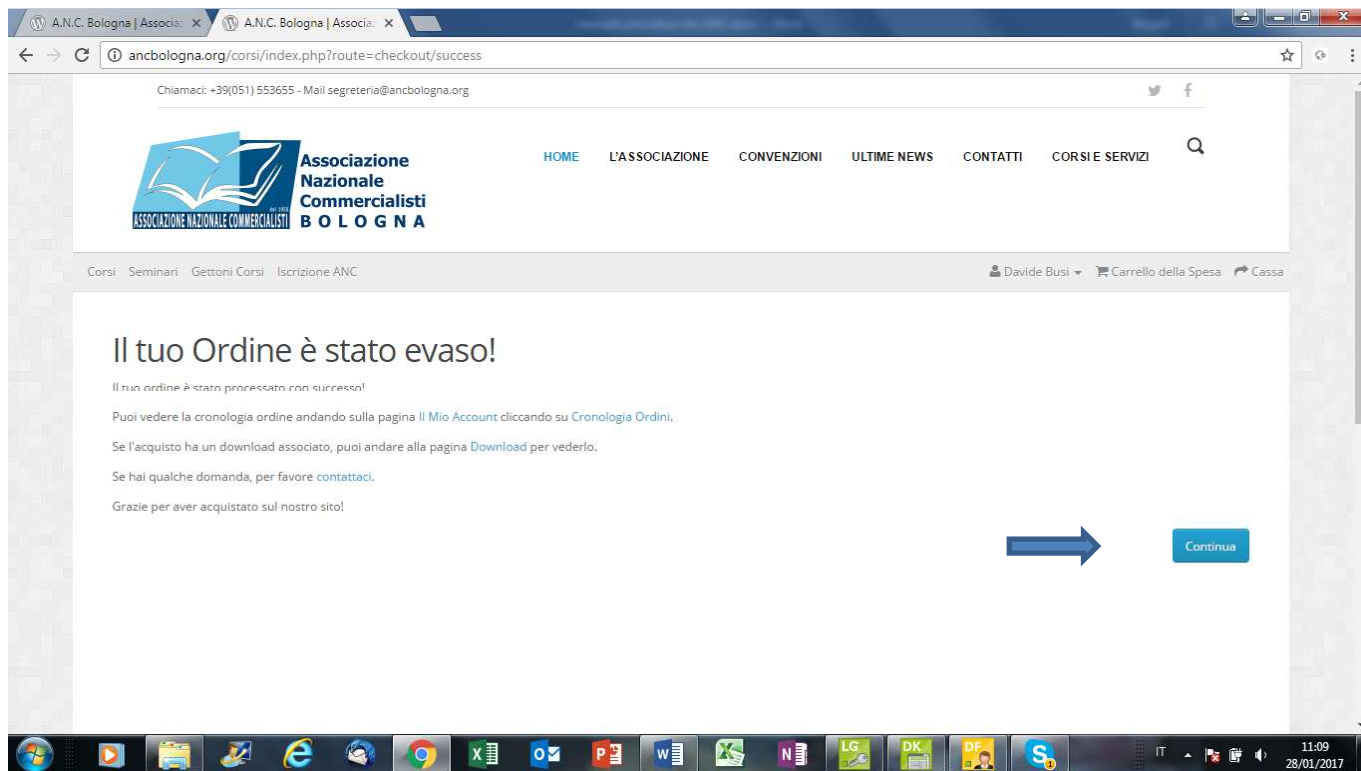 A.N.C. Bologna | Associa
A.N.C. Bologna | Associa
ancbologna.org/corsi/index.php?route=checkout/success
Chiamaci: +39(051) 553655 - Mail segreteria@ancbologna.org
ASSOCIAZIONE NAZIONALE COMMERCIALISTI
Associazione
Nazionale
Commercialisti
BOLOGNA
HOME L'ASSOCIAZIONE CONVENZIONI ULTIME NEWS CONTATTI CORSI E SERVIZI
Corsi Seminari Gettoni Corsi Iscrizione ANC Davide Busi Carrello della Spesa Cassa
Il tuo Ordine è stato evaso!
Il tuo ordine è stato processato con successo!
Puoi vedere la cronologia ordine andando sulla pagina Il Mio Account cliccando su Cronologia Ordini.
Se l'acquisto ha un download associato, puoi andare alla pagina Download per vederlo.
Se hai qualche domanda, per favore contattaci.
Grazie per aver acquistato sul nostro sito!
Continua
LG DK DF IT 11:09
28/01/2017